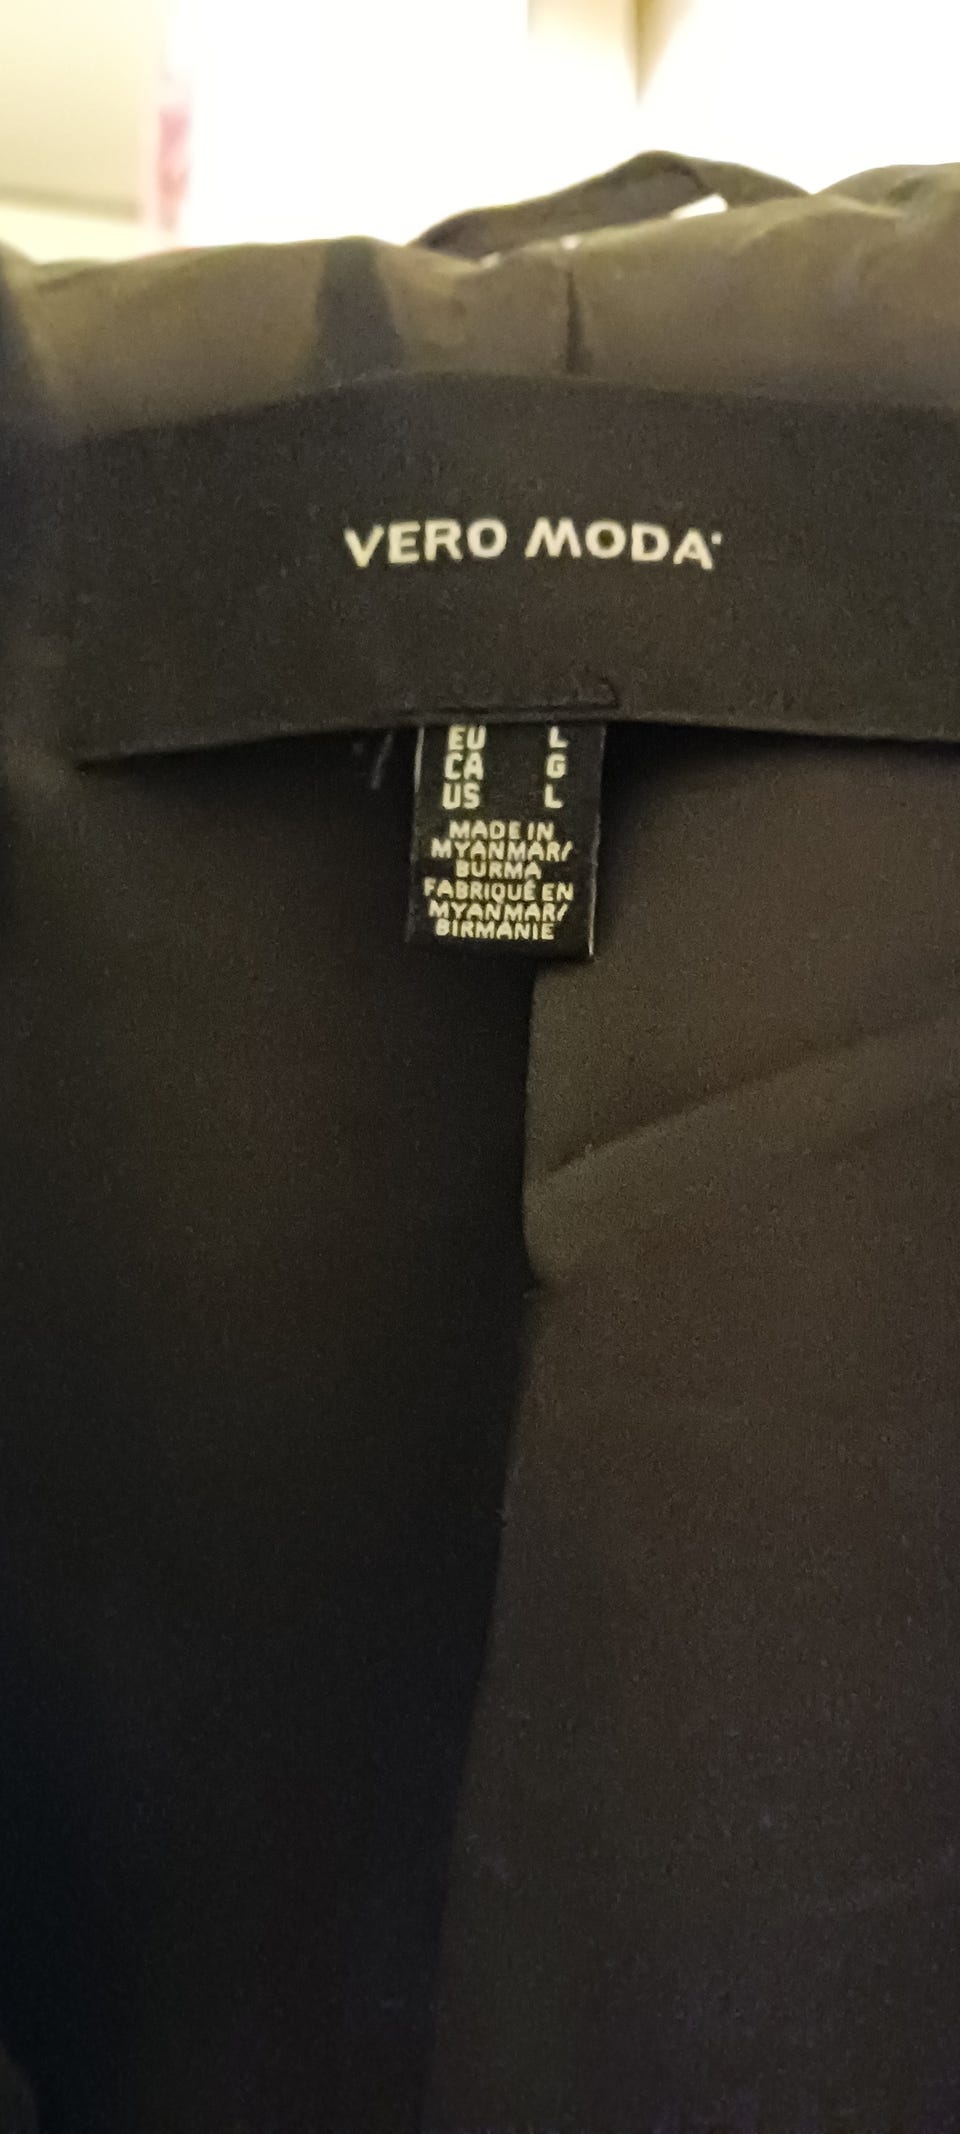 VERO MODA
EU L
CA G
US L
MADE IN
MYANMAR/
BURMA
FABRIQUÉ EN
MYANMAR/
BIRMANIE